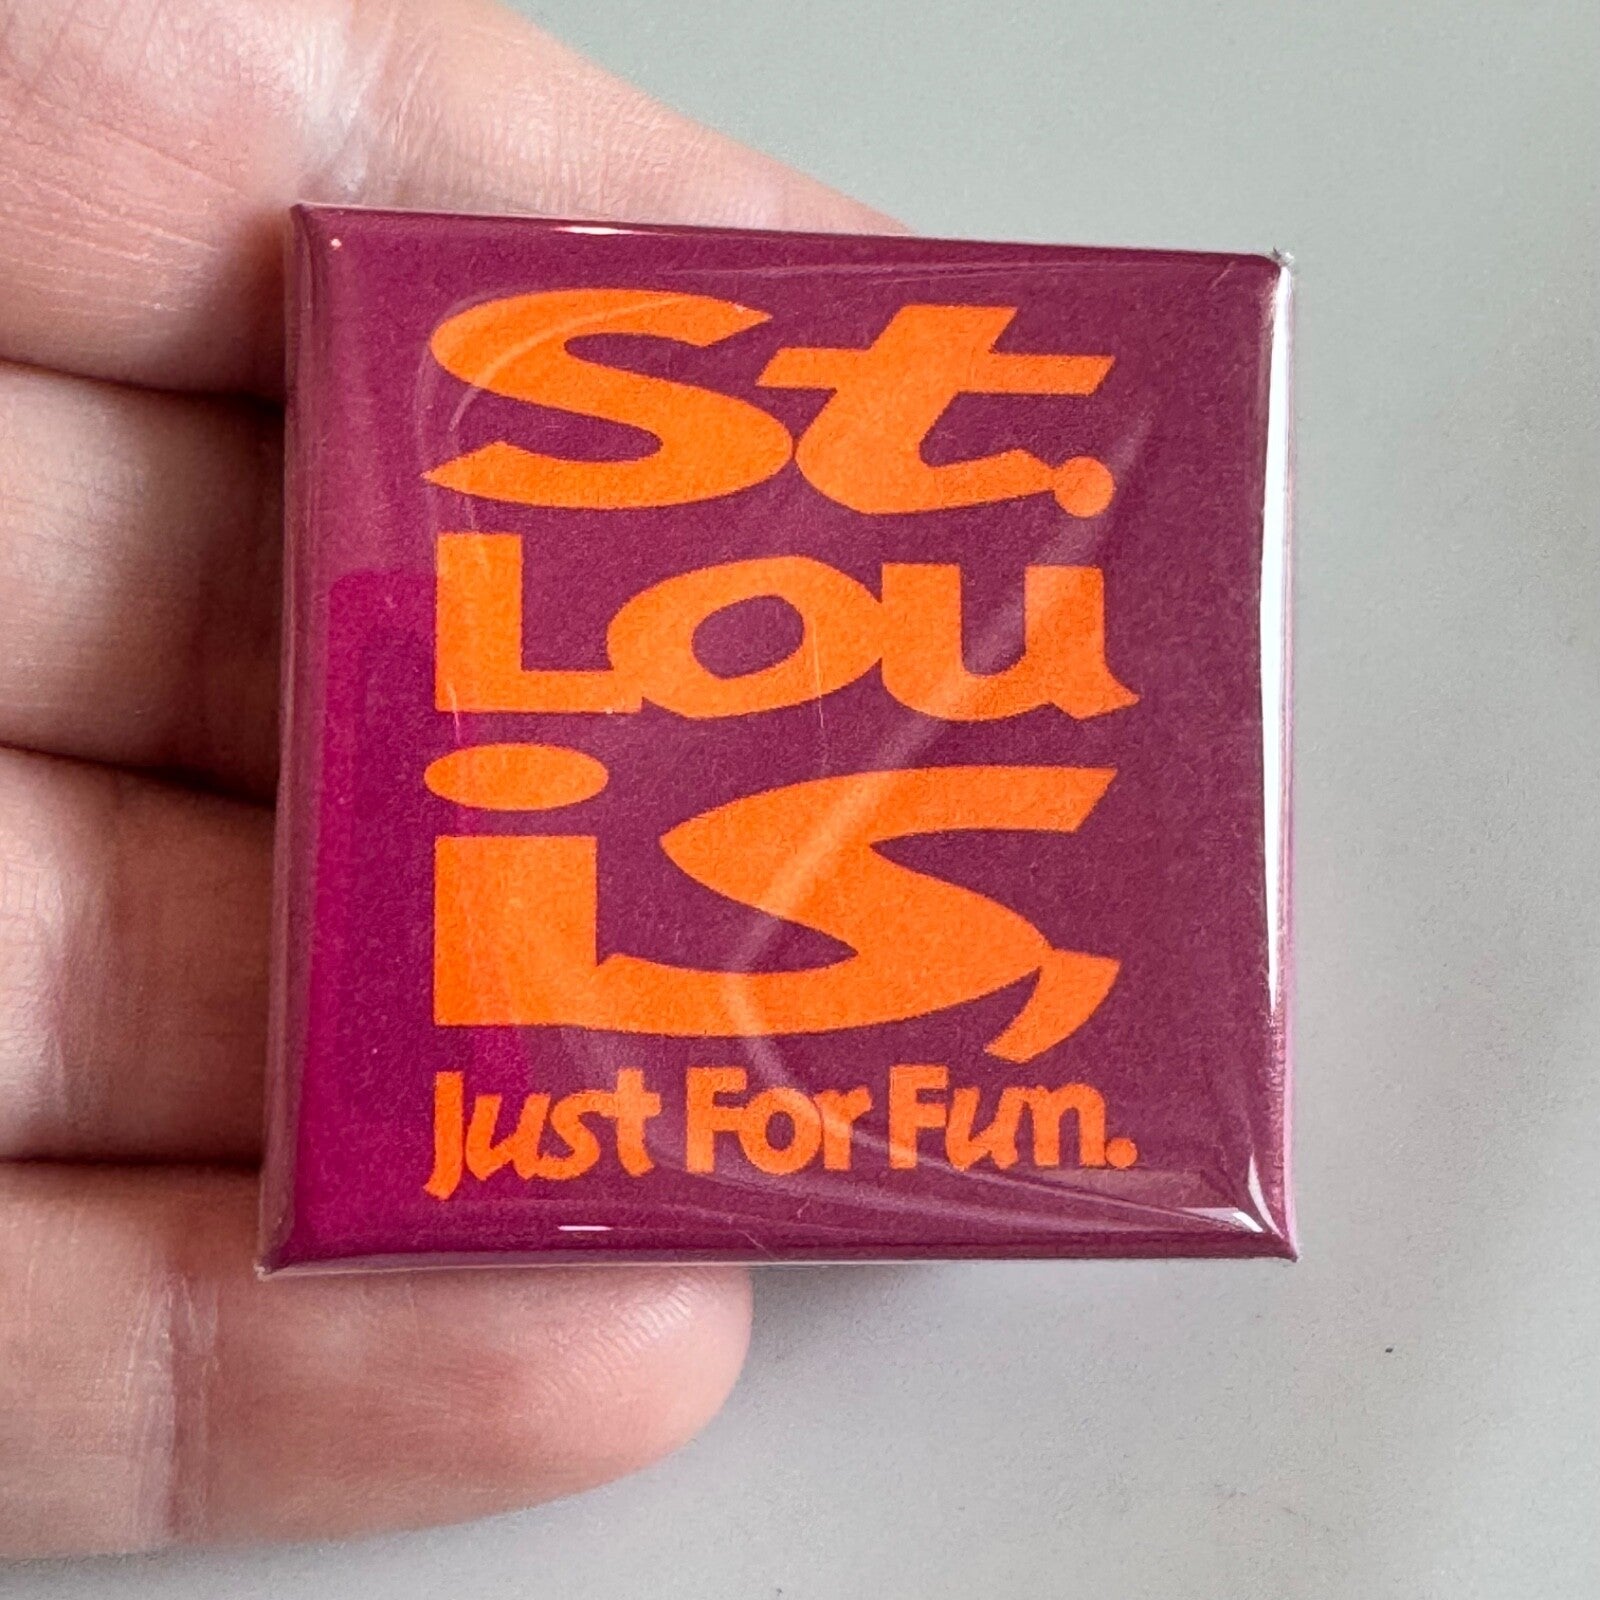 St.
Lou
is,
Just For Fun.